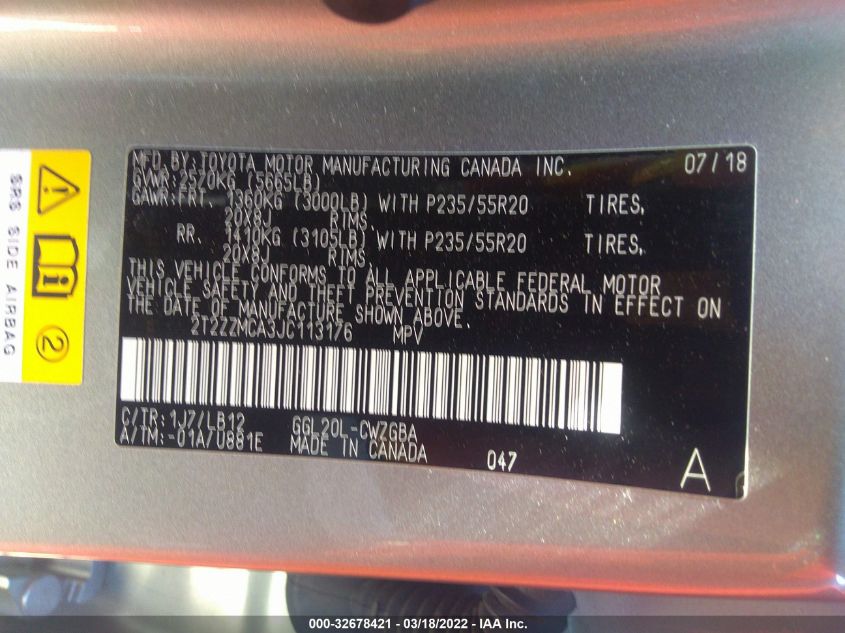 MFD. BY: TOYOTA MOTOR MANUFACTURING CANADA INC. 07/18
GVWR:2570KG (5665LB)
GAWR:FRT. 1360KG (3000LB) WITH P235/55R20 TIRES,
20X8J RIMS,
RR. 1410KG (3105LB) WITH P235/55R20 TIRES,
20X8J RIMS.
THIS VEHICLE CONFORMS TO ALL APPLICABLE FEDERAL MOTOR
VEHICLE SAFETY AND THEFT PREVENTION STANDARDS IN EFFECT ON
THE DATE OF MANUFACTURE SHOWN ABOVE.
2T2ZZMCA3JC113176 MPV
C/TR:1J7/LB12 GGL20L-CWZGBA
A/TM:-01A/U881E MADE IN CANADA 047
A
SRS SIDE AIRBAG
2
000-32678421 - 03/18/2022 - IAA Inc.